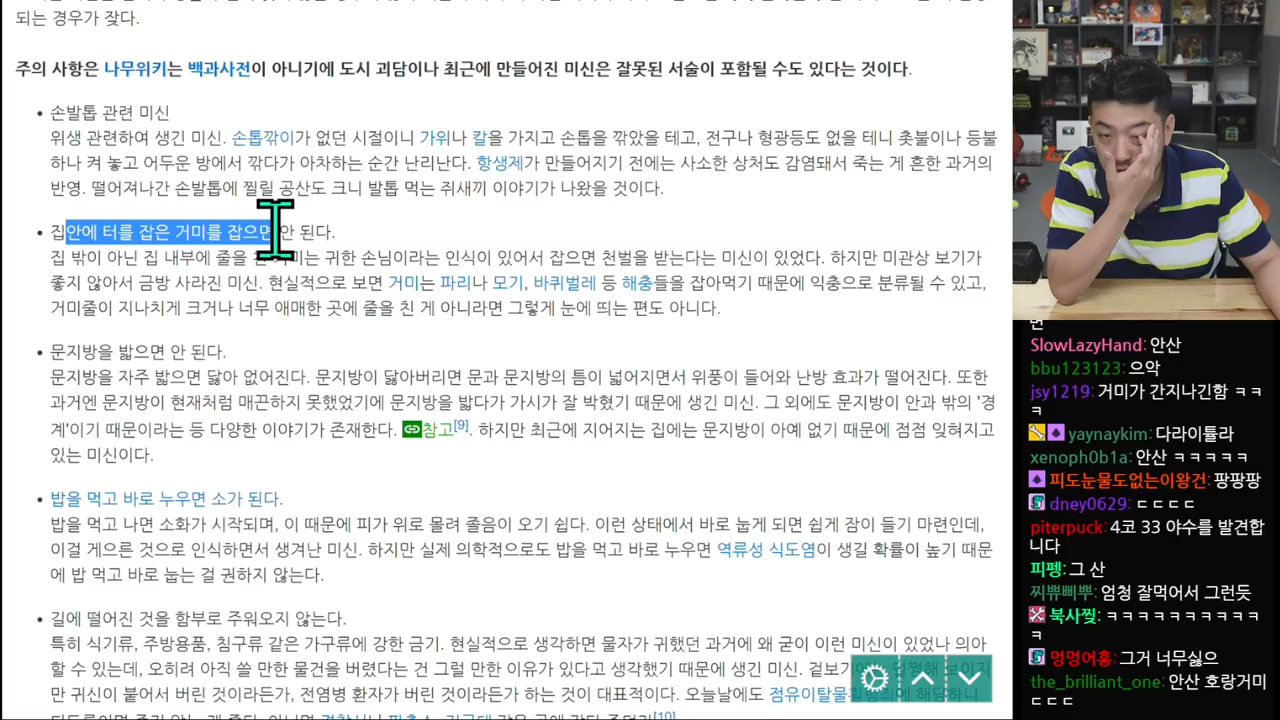 되는 경우가 잦다.
주의 사항은 나무위키는 백과사전이 아니기에 도시 괴담이나 최근에 만들어진 미신은 잘못된 서술이 포함될 수도 있다는 것이다.
• 손발톱 관련 미신
위생 관련하여 생긴 미신. 손톱깎이가 없던 시절이니 가위나 칼을 가지고 손톱을 깎았을 테고, 전구나 형광등도 없을 테니 촛불이나 등불
하나 켜 놓고 어두운 방에서 깎다가 아차하는 순간 난리난다. 항생제가 만들어지기 전에는 사소한 상처도 감염돼서 죽는 게 흔한 과거의
반영. 떨어져나간 손발톱에 찔릴 공산도 크니 발톱 먹는 쥐새끼 이야기가 나왔을 것이다.
• 집안에 터를 잡은 거미를 잡으면 안 된다.
집 밖이 아닌 집 내부에 줄을 친 거미는 귀한 손님이라는 인식이 있어서 잡으면 천벌을 받는다는 미신이 있었다. 하지만 미관상 보기가
좋지 않아서 금방 사라진 미신. 현실적으로 보면 거미는 파리나 모기, 바퀴벌레 등 해충들을 잡아먹기 때문에 익충으로 분류될 수 있고,
거미줄이 지나치게 크거나 너무 애매한 곳에 줄을 친 게 아니라면 그렇게 눈에 띄는 편도 아니다.
• 문지방을 밟으면 안 된다.
문지방을 자주 밟으면 닳아 없어진다. 문지방이 닳아버리면 문과 문지방의 틈이 넓어지면서 위풍이 들어와 난방 효과가 떨어진다. 또한
과거엔 문지방이 현재처럼 매끈하지 못했었기에 문지방을 밟다가 가시가 잘 박혔기 때문에 생긴 미신. 그 외에도 문지방이 안과 밖의 '경
계'이기 때문이라는 등 다양한 이야기가 존재한다. 참고[9]. 하지만 최근에 지어지는 집에는 문지방이 아예 없기 때문에 점점 잊혀지고
있는 미신이다.
• 밥을 먹고 바로 누우면 소가 된다.
밥을 먹고 나면 소화가 시작되며, 이 때문에 피가 위로 몰려 졸음이 오기 쉽다. 이런 상태에서 바로 눕게 되면 쉽게 잠이 들기 마련인데,
이걸 게으른 것으로 인식하면서 생겨난 미신. 하지만 실제 의학적으로도 밥을 먹고 바로 누우면 역류성 식도염이 생길 확률이 높기 때문
에 밥 먹고 바로 눕는 걸 권하지 않는다.
• 길에 떨어진 것을 함부로 주워오지 않는다.
특히 식기류, 주방용품, 침구류 같은 가구류에 강한 금기. 현실적으로 생각하면 물자가 귀했던 과거에 왜 굳이 이런 미신이 있었나 의아
할 수 있는데, 오히려 아직 쓸 만한 물건을 버렸다는 건 그럴 만한 이유가 있다고 생각했기 때문에 생긴 미신. 겉보기에 멀쩡해 보이지
만 귀신이 붙어서 버린 것이라든가, 전염병 환자가 버린 것이라든가 하는 것이 대표적이다. 오늘날에도 점유이탈물횡령죄에 해당하니
면
SlowLazyHand: 안산
bbu123123: 으악
jsy1219: 거미가 간지나긴함 ㅋㅋ
ㅋ
yaynaykim: 다라이튤라
xenoph0b1a: 안산 ㅋㅋㅋㅋㅋ
피도눈물도없는이왕건: 팡팡팡
dney0629: ㄷㄷㄷㄷ
piterpuck: 4코 33 야수를 발견합
니다
피펭: 그 산
찌쀼삐뿌: 엄청 잘먹어서 그런듯
북사찢: ㅋㅋㅋㅋㅋㅋㅋㅋㅋㅋ
ㅋ
멍멍어흥: 그거 너무싫으
the_brilliant_one: 안산 호랑거미
ㄷㄷㄷ